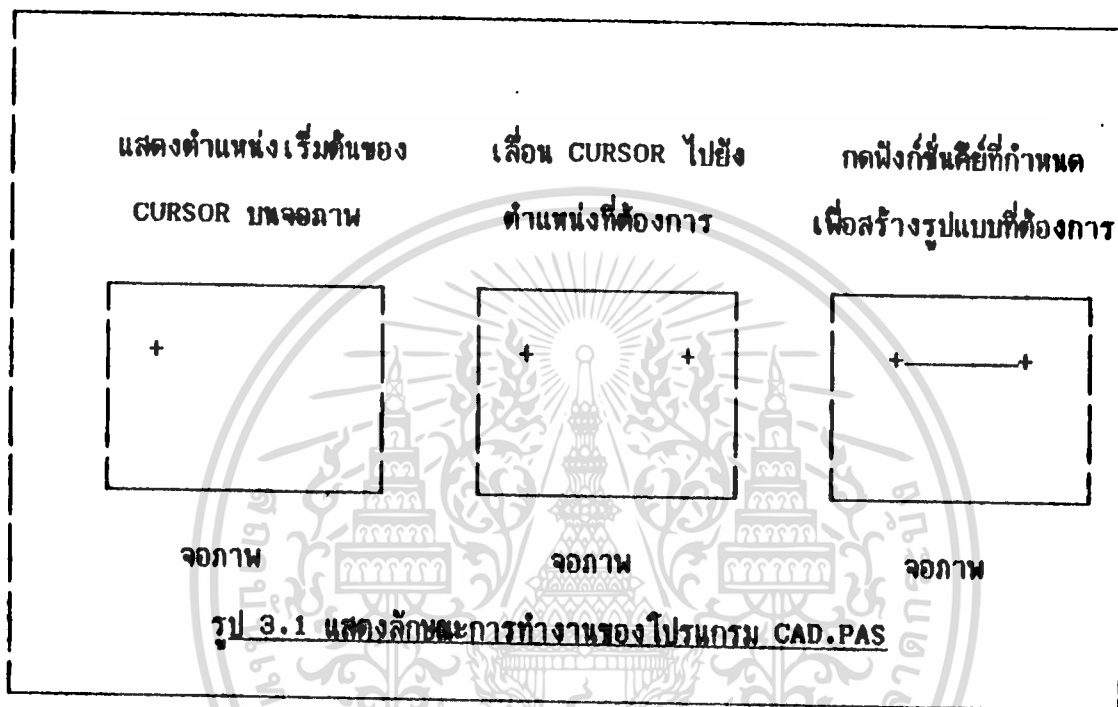 แสดงตำแหน่งเริ่มต้นของ
CURSOR บนจอภาพ
เลื่อน CURSOR ไปยัง
ตำแหน่งที่ต้องการ
กดฟังก์ชั่นคีย์ที่กำหนด
เพื่อสร้างรูปแบบที่ต้องการ
จอภาพ
จอภาพ
จอภาพ
รูป 3.1 แสดงลักษณะการทำงานของโปรแกรม CAD.PAS